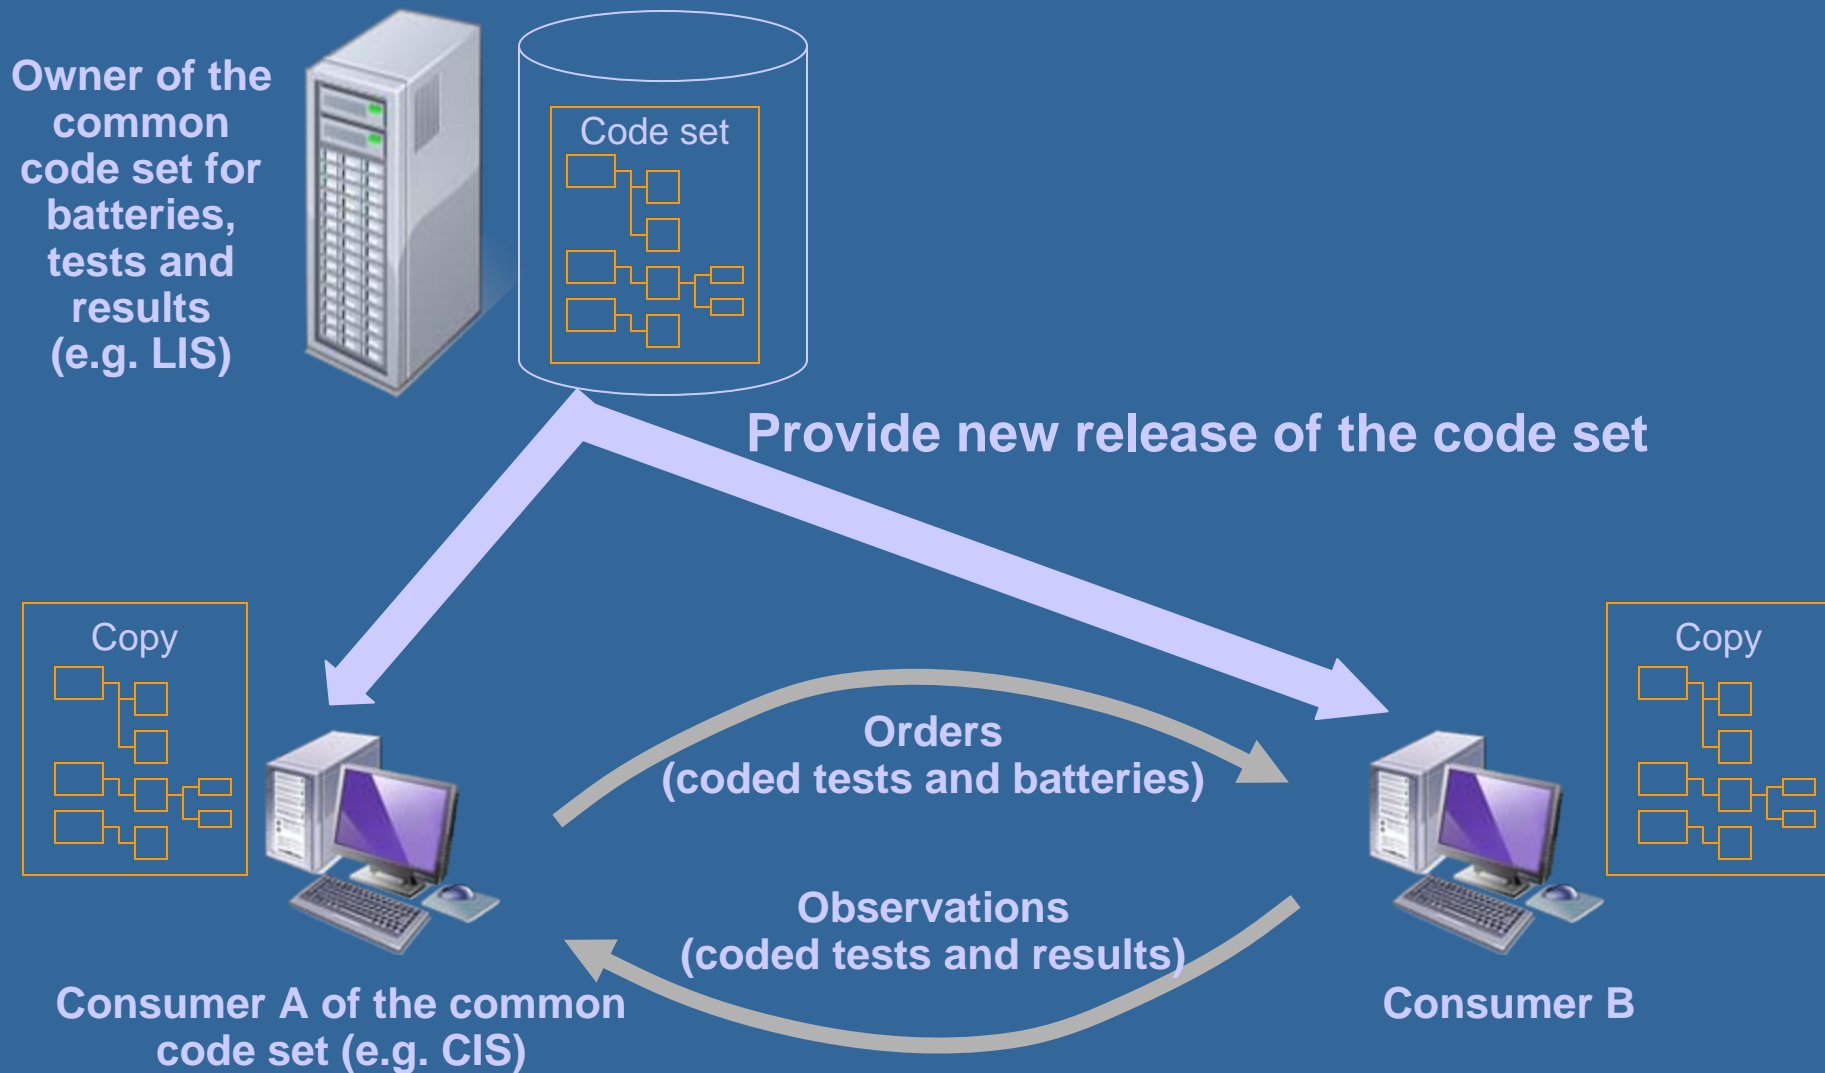 Owner of the
common
code set for
batteries,
tests and
results
(e.g. LIS)
Code set
Provide new release of the code set
Copy
Copy
Orders
(coded tests and batteries)
Observations
(coded tests and results)
Consumer A of the common
code set (e.g. CIS)
Consumer B